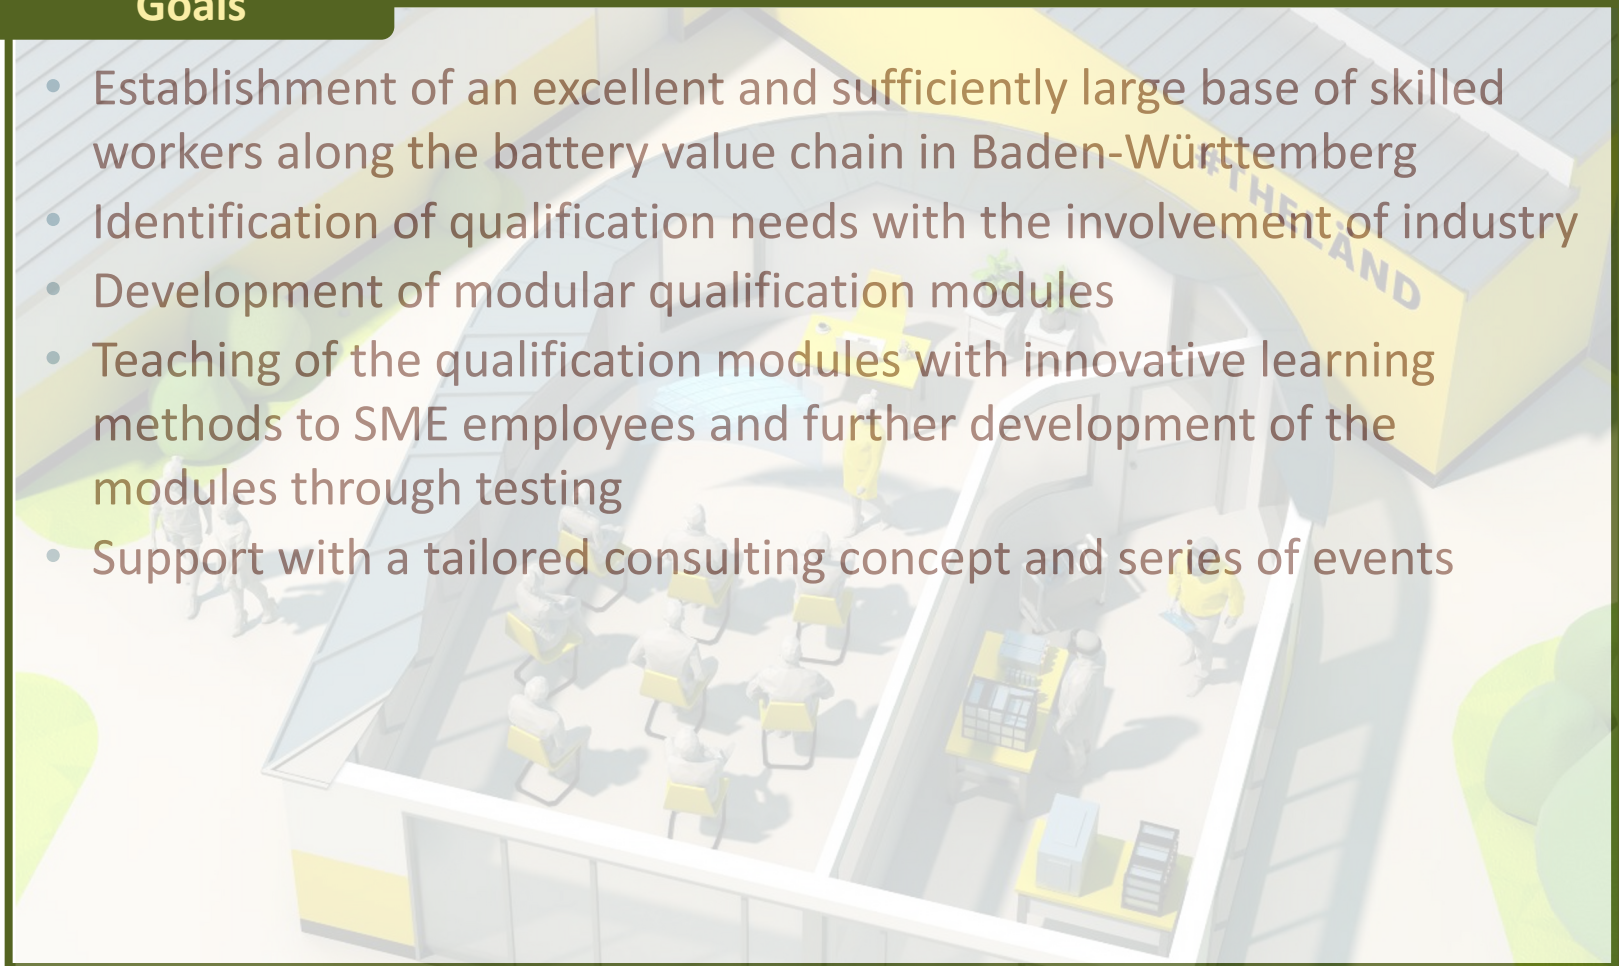 Goals
• Establishment of an excellent and sufficiently large base of skilled
workers along the battery value chain in Baden-Württemberg
• Identification of qualification needs with the involvement of industry
• Development of modular qualification modules
• Teaching of the qualification modules with innovative learning
methods to SME employees and further development of the
modules through testing
• Support with a tailored consulting concept and series of events
#THELÄND